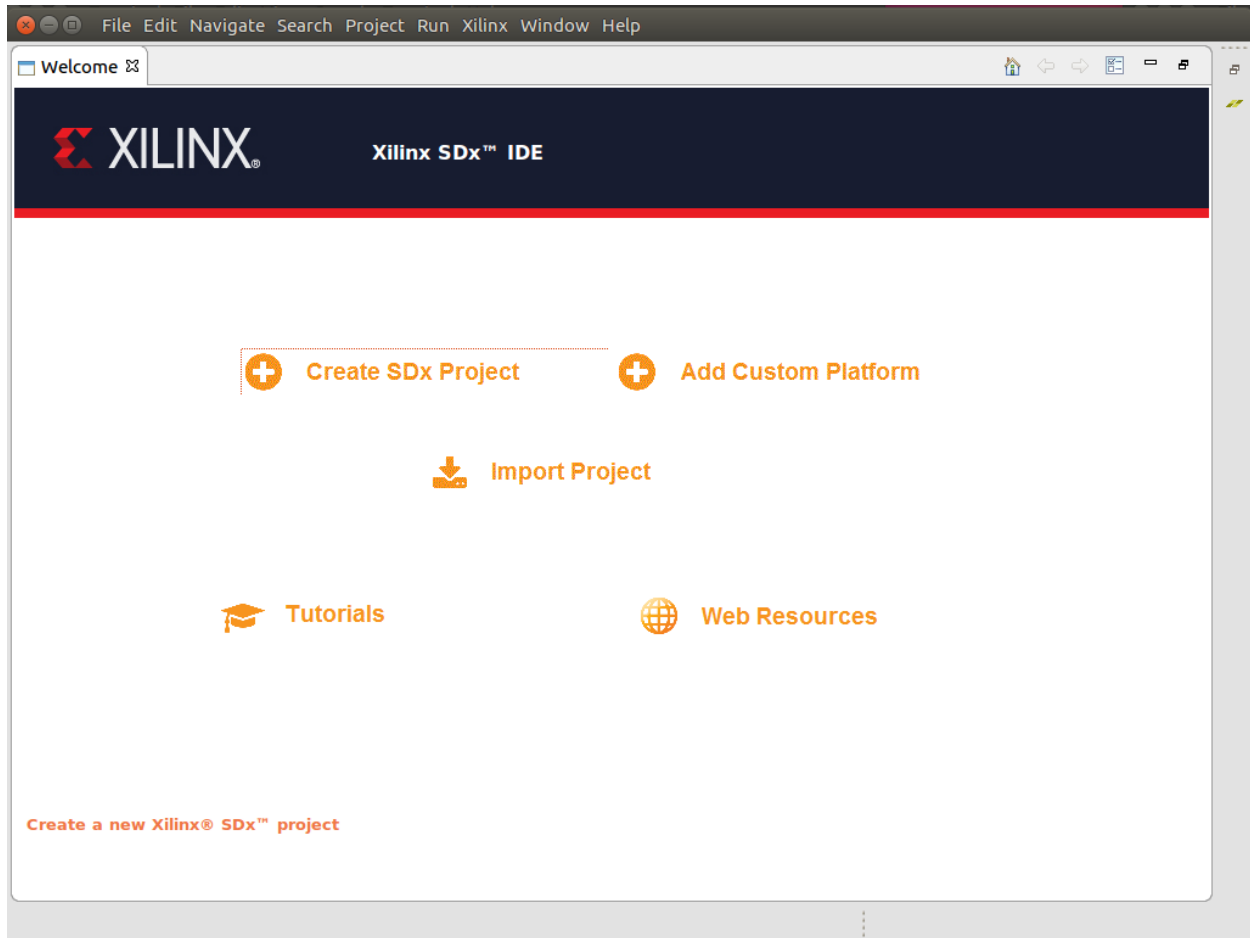 File Edit Navigate Search Project Run Xilinx Window Help
Welcome
XILINX® Xilinx SDx™ IDE
Create SDx Project Add Custom Platform
Import Project
Tutorials Web Resources
Create a new Xilinx® SDx™ project